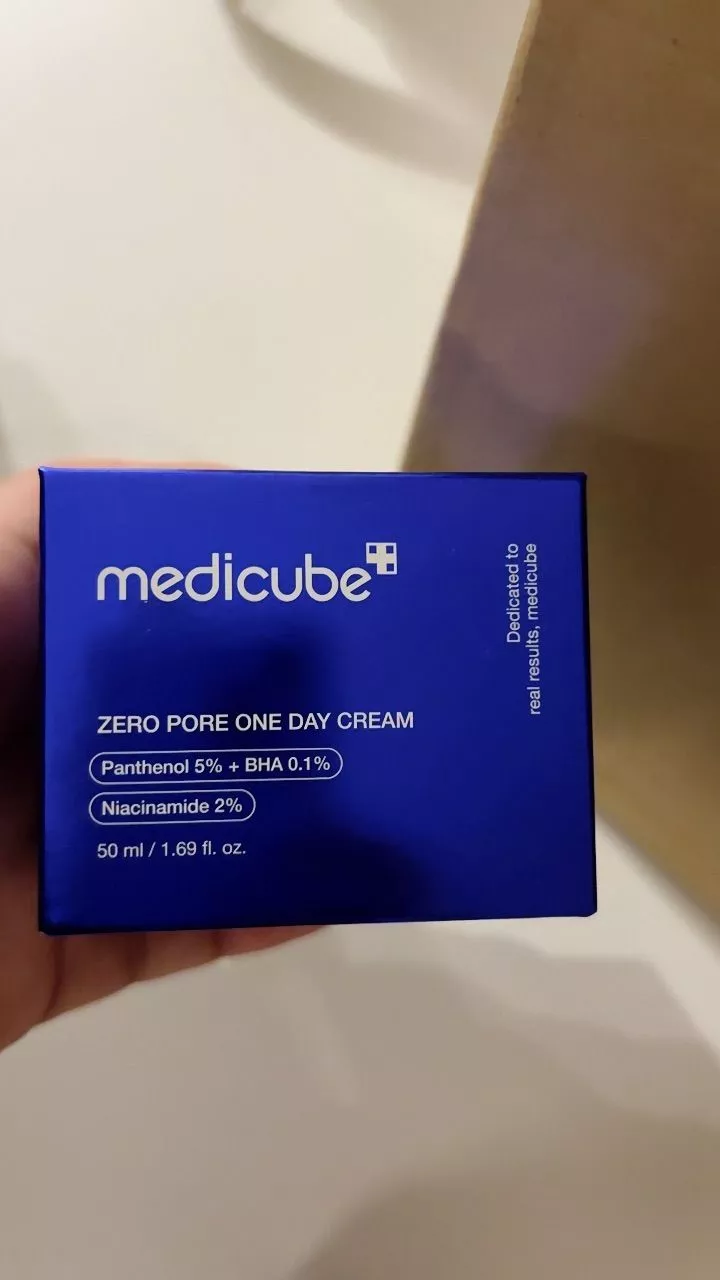 medicube
ZERO PORE ONE DAY CREAM
Panthenol 5% + BHA 0.1%
Niacinamide 2%
50 ml / 1.69 fl. oz.
Dedicated to
real results, medicube